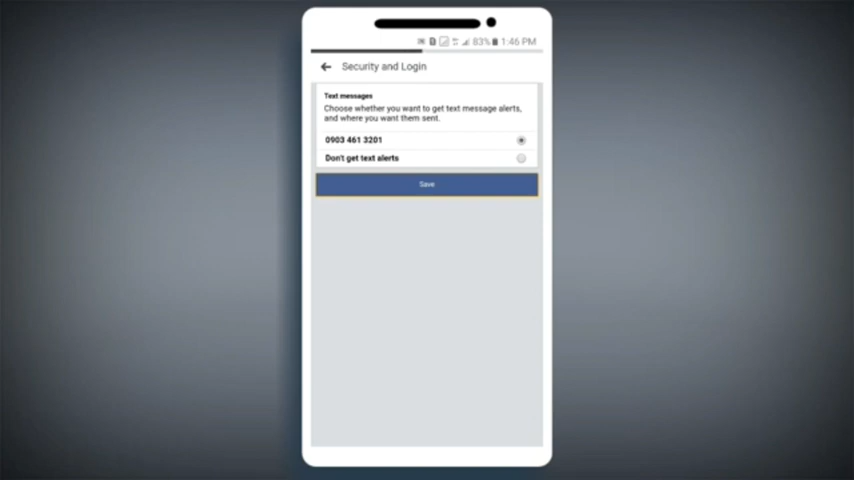 83% 1:46 PM
Security and Login
Text messages
Choose whether you want to get text message alerts,
and where you want them sent.
0903 461 3201
Don't get text alerts
Save